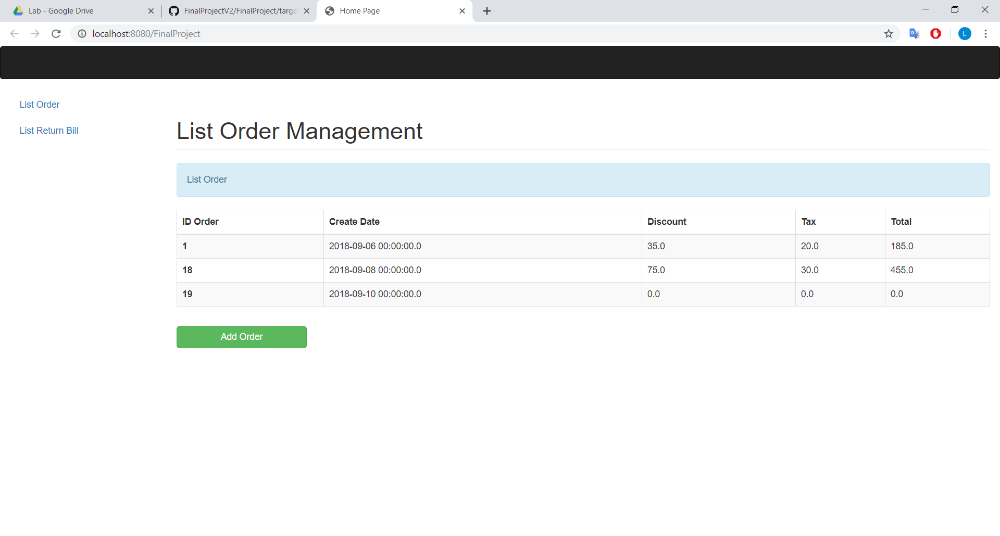 Lab - Google Drive
FinalProjectV2/FinalProject/targe
Home Page
localhost:8080/FinalProject
L
List Order
List Return Bill
List Order Management
List Order
ID Order Create Date Discount Tax Total
1 2018-09-06 00:00:00.0 35.0 20.0 185.0
18 2018-09-08 00:00:00.0 75.0 30.0 455.0
19 2018-09-10 00:00:00.0 0.0 0.0 0.0
Add Order